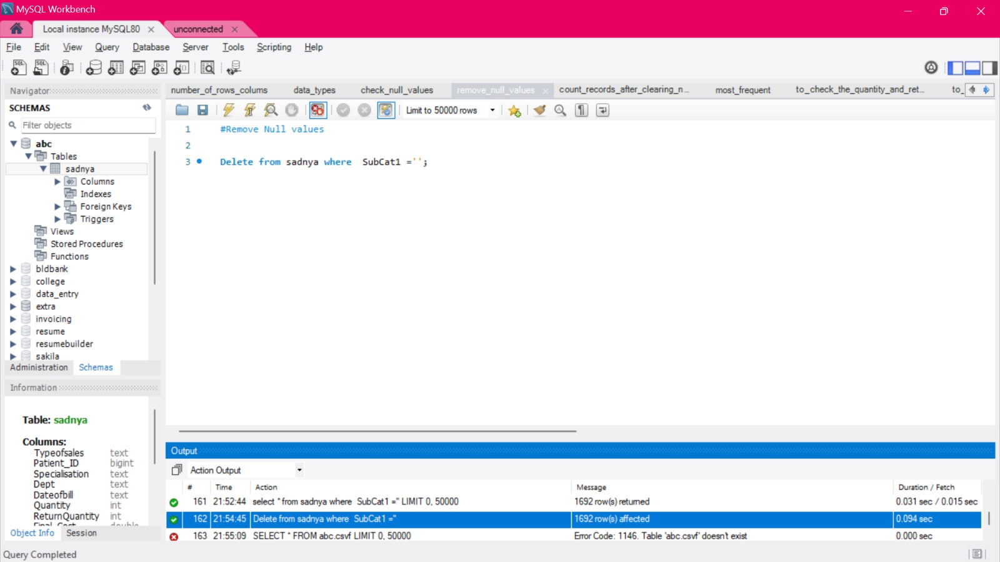 MySQL Workbench
Local instance MySQL80
unconnected
File Edit View Query Database Server Tools Scripting Help
Navigator
SCHEMAS
Filter objects
abc
Tables
sadnya
Columns
Indexes
Foreign Keys
Triggers
Views
Stored Procedures
Functions
bldbank
college
data_entry
extra
invoicing
resume
resumebuilder
sakila
Administration Schemas
Information
Table: sadnya
Columns:
Typeofsales text
Patient_ID bigint
Specialisation text
Dept text
Dateofbill text
Quantity int
ReturnQuantity int
Object Info Session
Query Completed
number_of_rows_colums data_types check_null_values remove_null_values count_records_after_clearing_n... most_frequent to_check_the_quantity_and_ret... to_
Limit to 50000 rows
1 #Remove Null values
2
3 Delete from sadnya where SubCat1 ='';
Output
Action Output
# Time Action Message Duration / Fetch
161 21:52:44 select * from sadnya where SubCat1 ='' LIMIT 0, 50000 1692 row(s) returned 0.031 sec / 0.015 sec
162 21:54:45 Delete from sadnya where SubCat1 ='' 1692 row(s) affected 0.094 sec
163 21:55:09 SELECT * FROM abc.csvf LIMIT 0, 50000 Error Code: 1146. Table 'abc.csvf' doesn't exist 0.000 sec